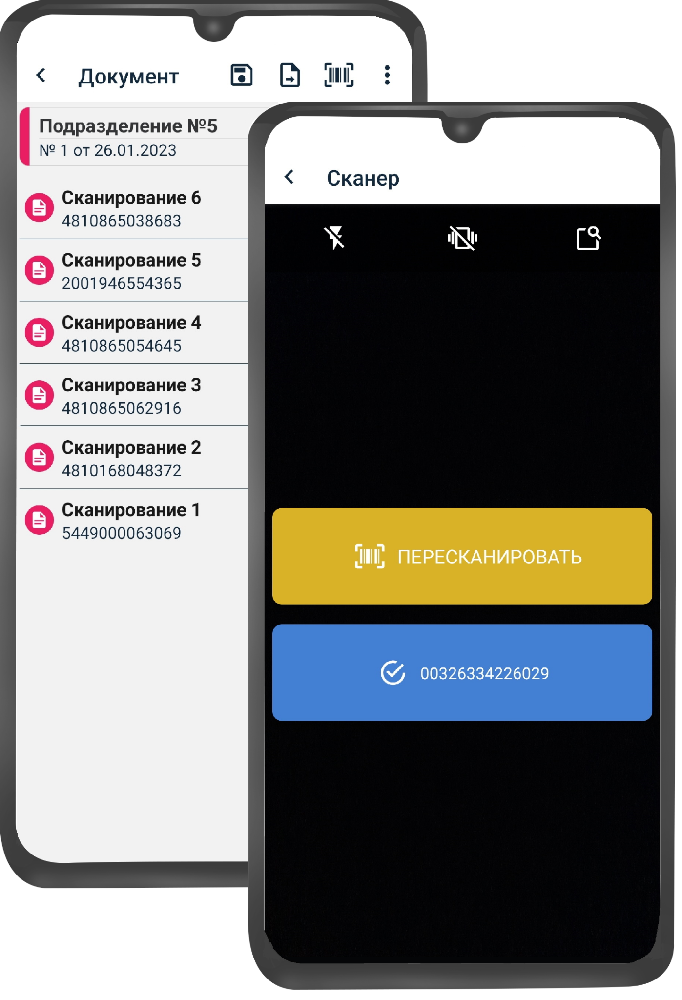 Документ
Подразделение №5
№ 1 от 26.01.2023
Сканирование 6
4810865038683
Сканирование 5
2001946554365
Сканирование 4
4810865054645
Сканирование 3
4810865062916
Сканирование 2
4810168048372
Сканирование 1
5449000063069
Сканер
ПЕРЕСКАНИРОВАТЬ
00326334226029